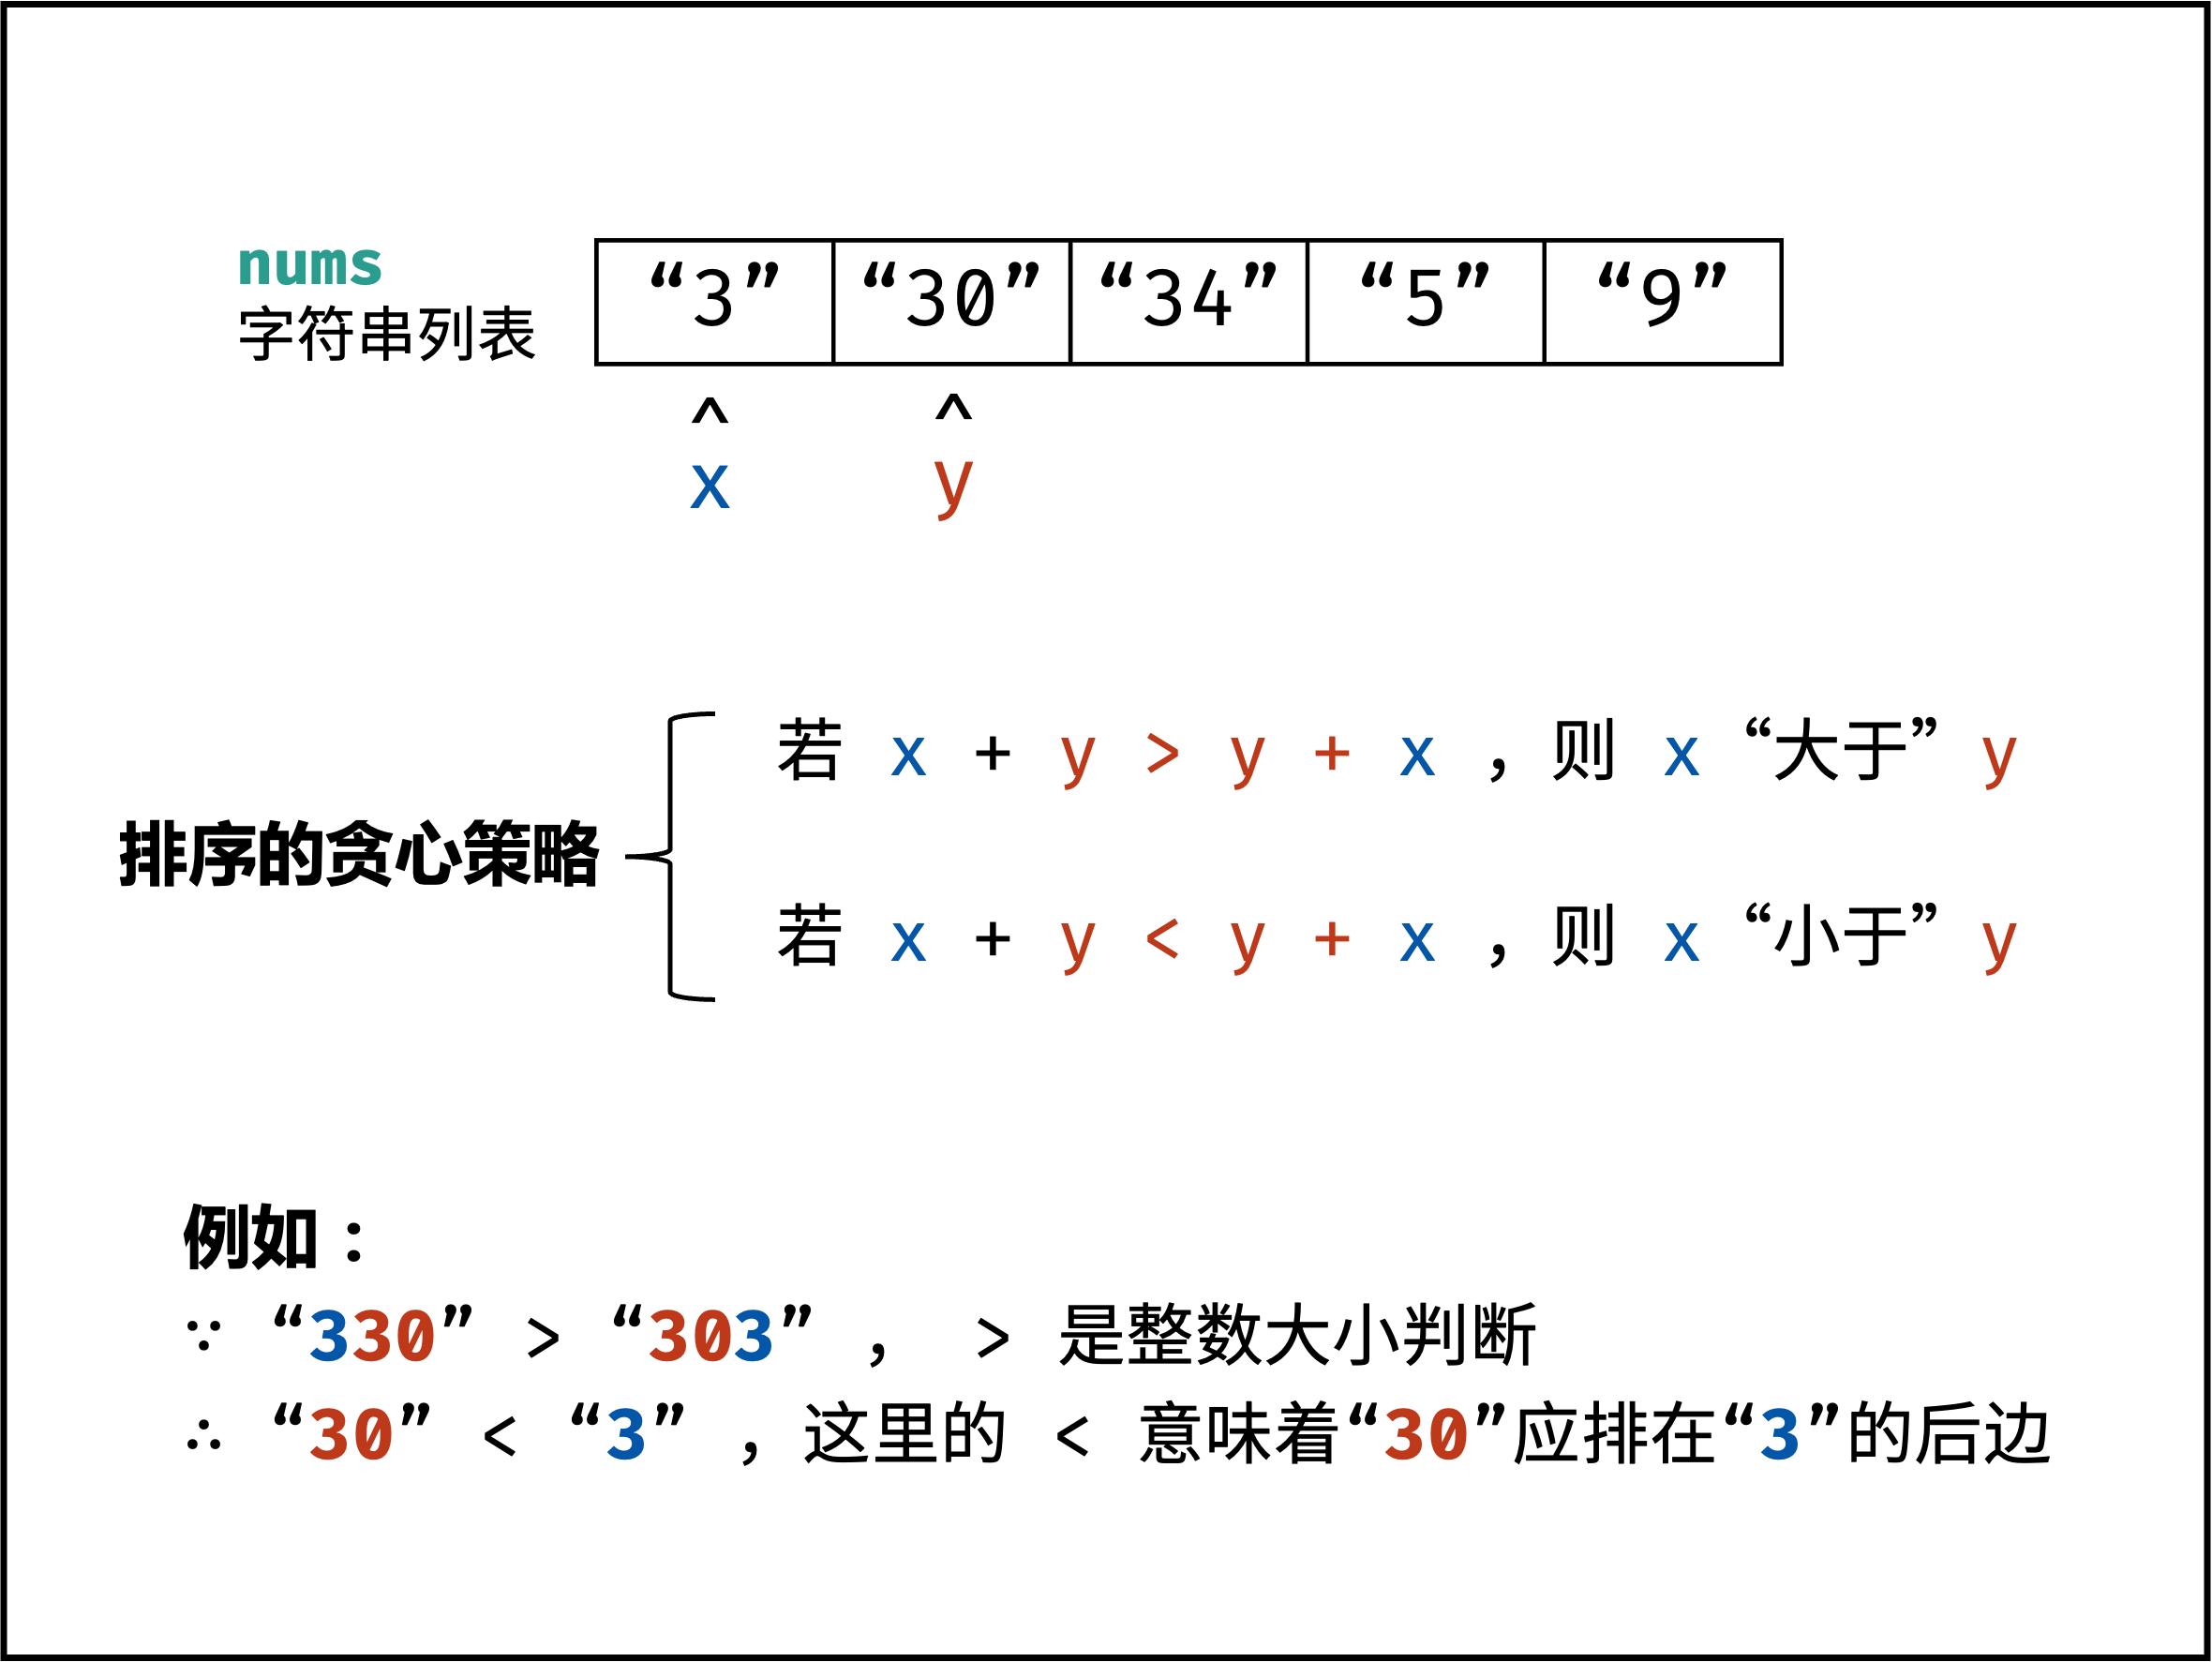 nums
字符串列表
“3” “30” “34” “5” “9”
^ ^
x y
若 x + y > y + x , 则 x “大于” y
排序的贪心策略
若 x + y < y + x , 则 x “小于” y
例如：
∵ “330” > “303” , > 是整数大小判断
∴ “30” < “3” , 这里的 < 意味着“30”应排在“3”的后边